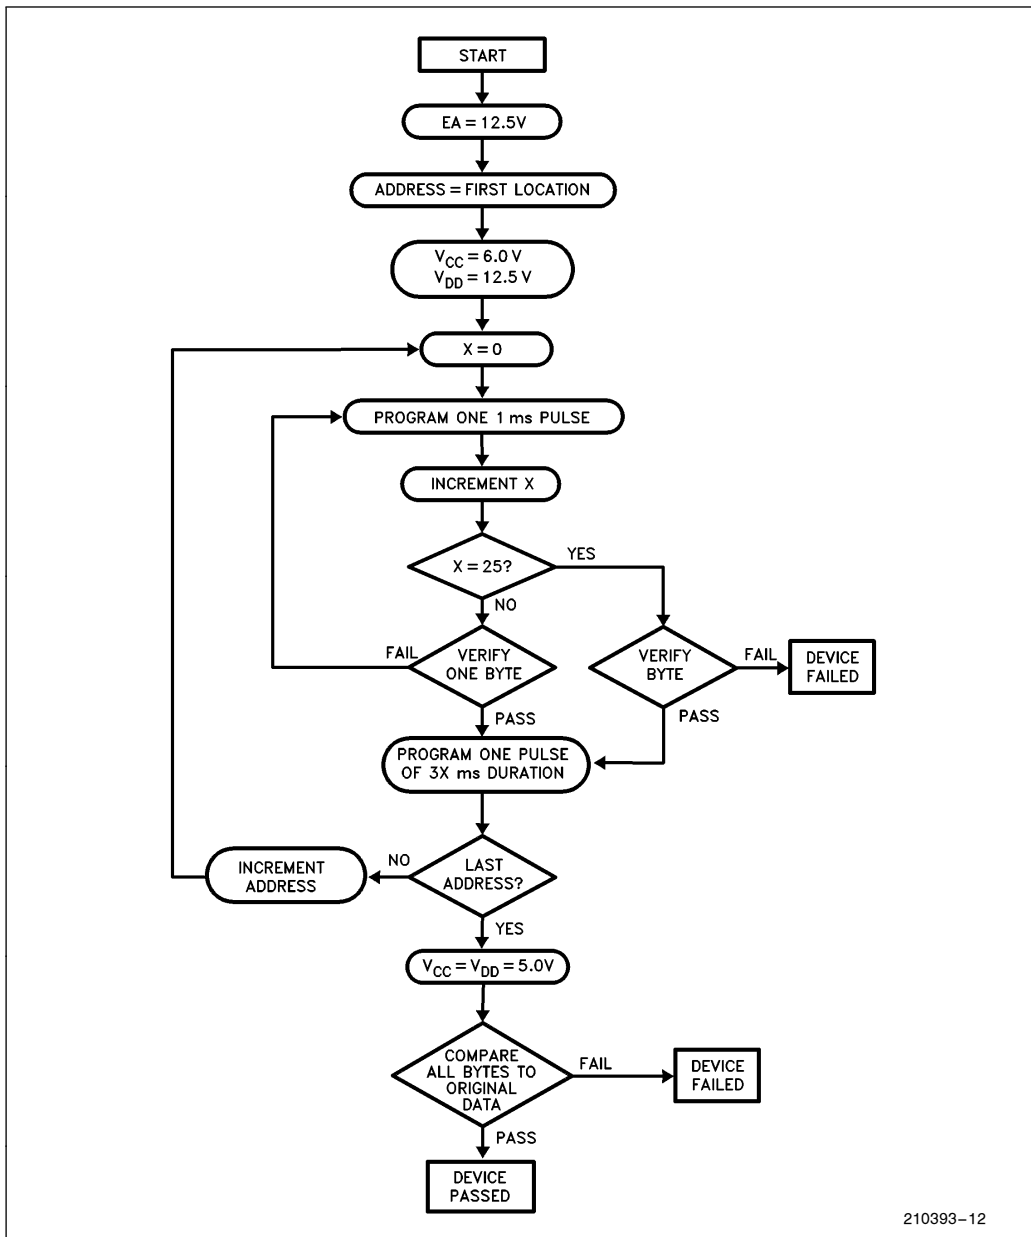 START
EA = 12.5V
ADDRESS = FIRST LOCATION
VCC = 6.0 V
VDD = 12.5 V
X = 0
PROGRAM ONE 1 ms PULSE
INCREMENT X
X = 25?
YES
NO
VERIFY
ONE BYTE
FAIL
PASS
VERIFY
BYTE
FAIL
PASS
DEVICE
FAILED
PROGRAM ONE PULSE
OF 3X ms DURATION
LAST
ADDRESS?
NO
INCREMENT
ADDRESS
YES
VCC = VDD = 5.0V
COMPARE
ALL BYTES TO
ORIGINAL
DATA
FAIL
DEVICE
FAILED
PASS
DEVICE
PASSED
210393–12